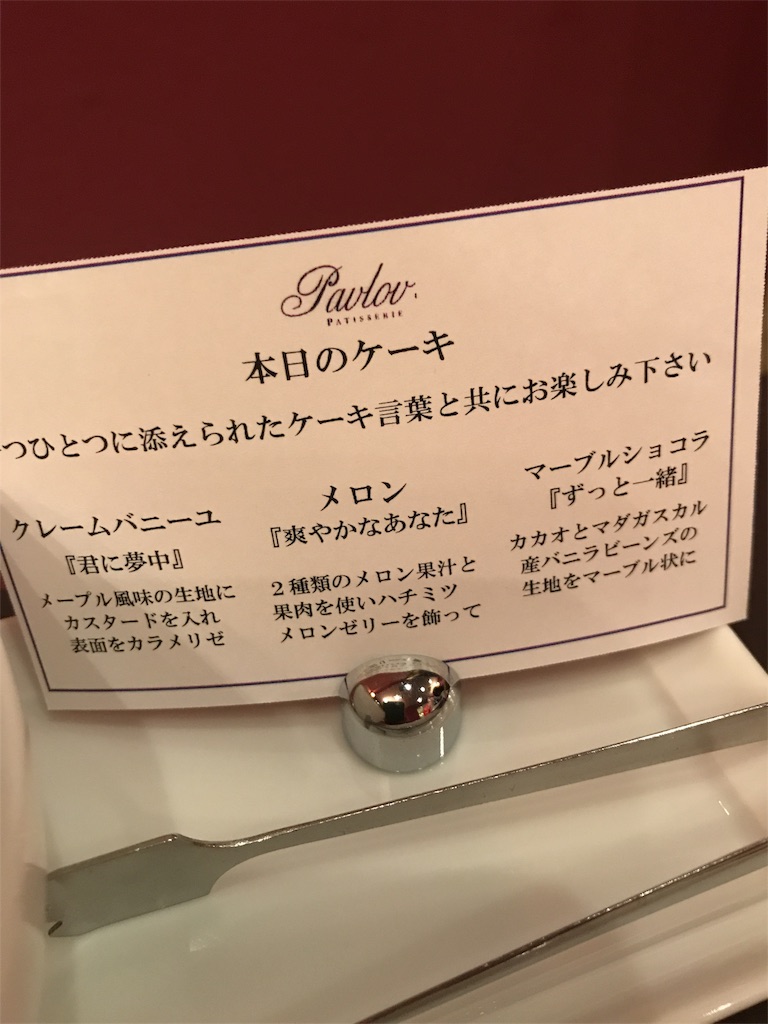 Pavlov
PATISSERIE
本日のケーキ
つひとつに添えられたケーキ言葉と共にお楽しみ下さい
クレームバニーユ
『君に夢中』
メープル風味の生地に
カスタードを入れ
表面をカラメリゼ
メロン
『爽やかなあなた』
2種類のメロン果汁と
果肉を使いハチミツ
メロンゼリーを飾って
マーブルショコラ
『ずっと一緒』
カカオとマダガスカル
産バニラビーンズの
生地をマーブル状に